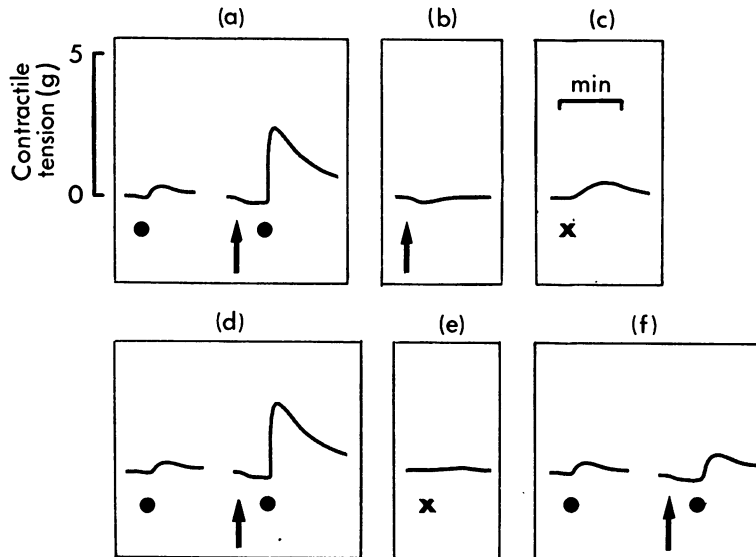 (a)
(b)
(c)
5
0
Contractile
tension (g)
min
x
(d)
(e)
(f)
x